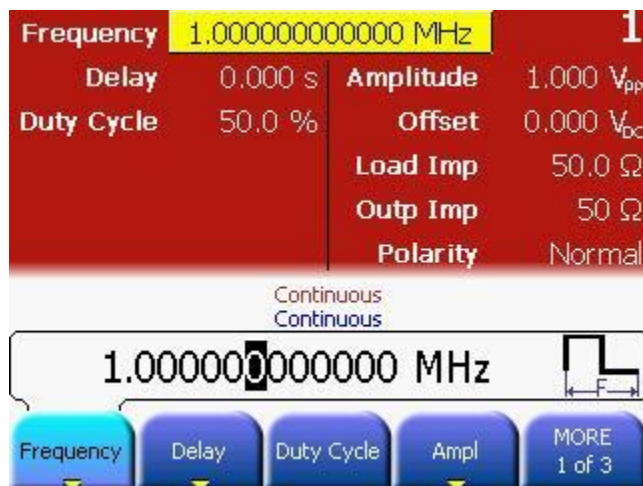 Frequency 1.000000000000 MHz 1
Delay 0.000 s Amplitude 1.000 Vpp
Duty Cycle 50.0 % Offset 0.000 VDC
Load Imp 50.0 Ω
Outp Imp 50 Ω
Polarity Normal
Continuous
Continuous
1.000000000000 MHz
F
Frequency Delay Duty Cycle Ampl MORE
1 of 3